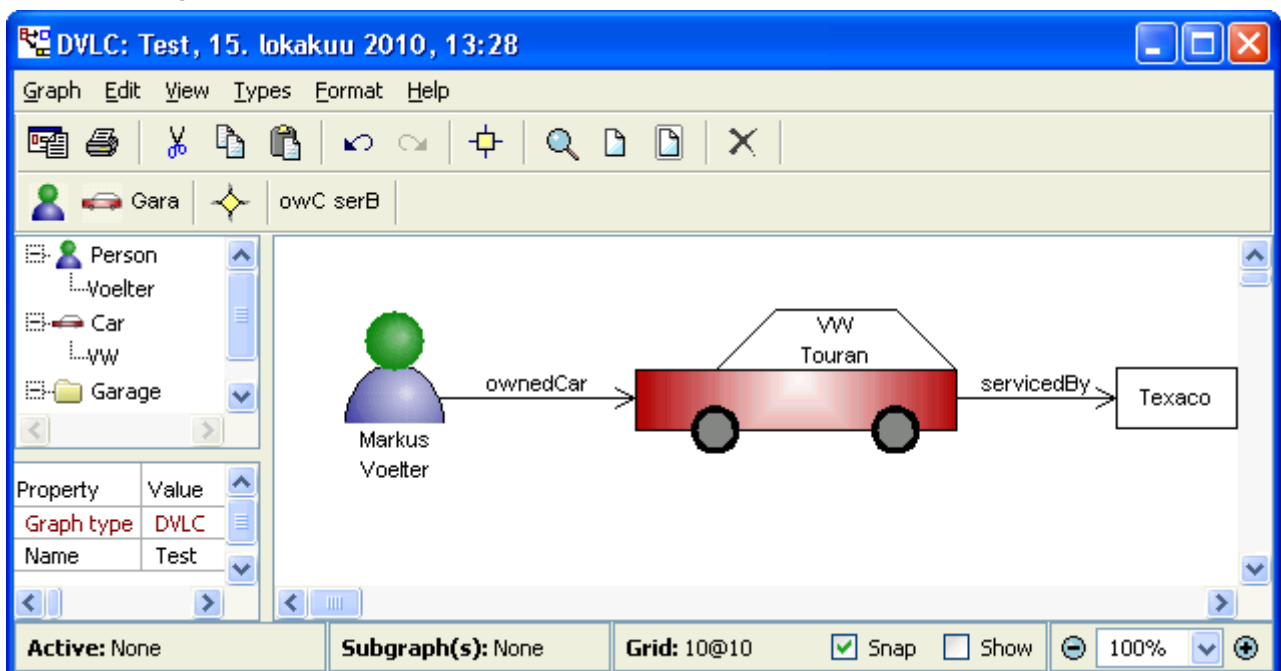 DVLC: Test, 15. lokakuu 2010, 13:28
Graph Edit View Types Format Help
Gara owC serB
Person
Voelter
Car
VW
Garage
Property Value
Graph type DVLC
Name Test
VW
Touran
ownedCar
servicedBy
Texaco
Markus
Voelter
Active: None Subgraph(s): None Grid: 10@10 Snap Show 100%